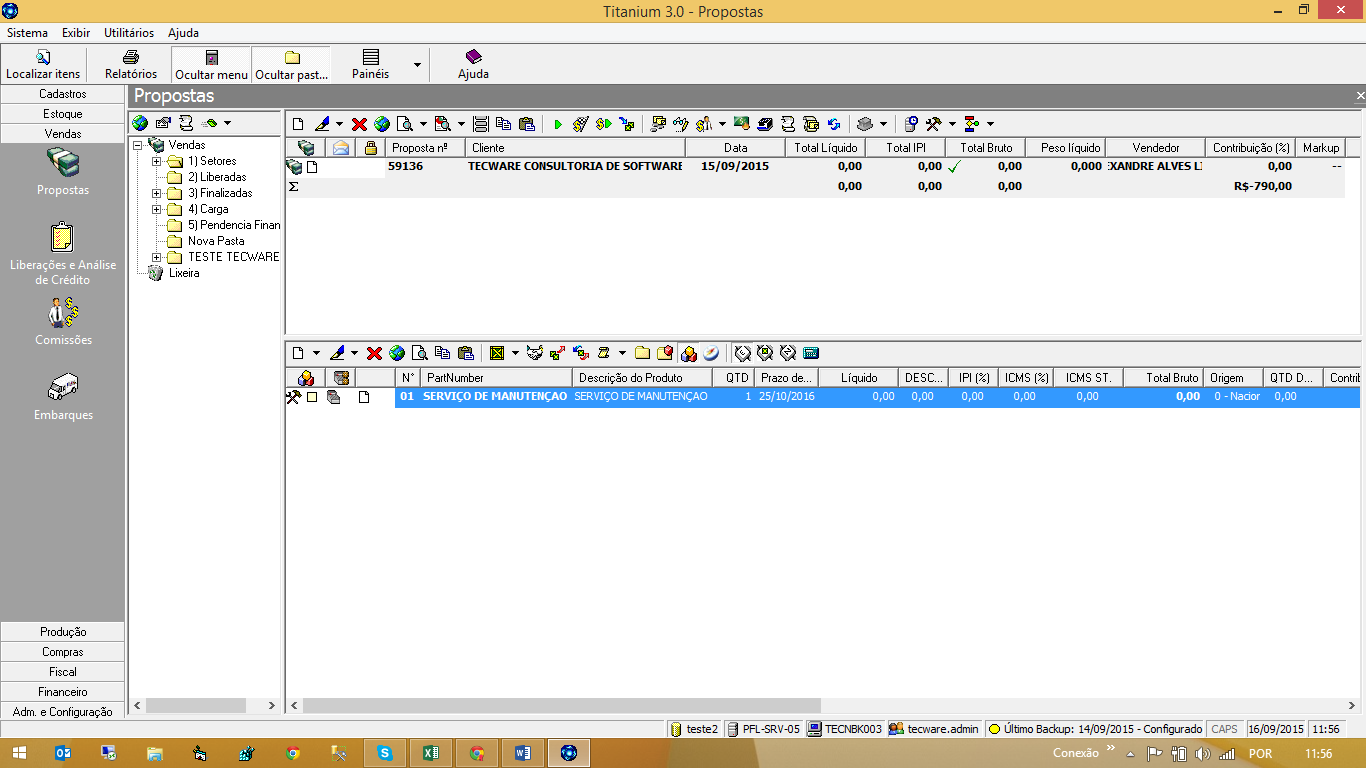 Titanium 3.0 - Propostas
Sistema Exibir Utilitários Ajuda
Localizar itens Relatórios Ocultar menu Ocultar past... Painéis Ajuda
Cadastros
Estoque
Vendas
Propostas
Liberações e Análise
de Crédito
Comissões
Embarques
Produção
Compras
Fiscal
Financeiro
Adm. e Configuração
Propostas
Vendas
1) Setores
2) Liberadas
3) Finalizadas
4) Carga
5) Pendencia Finan
Nova Pasta
TESTE TECWARE
Lixeira
Proposta nº Cliente Data Total Líquido Total IPI Total Bruto Peso líquido Vendedor Contribuição (%) Markup
59136 TECWARE CONSULTORIA DE SOFTWARE 15/09/2015 0,00 0,00 0,00 0,000 EXANDRE ALVES LI 0,00 --
Σ 0,00 0,00 0,00 R$-790,00
N° PartNumber Descrição do Produto QTD Prazo de... Líquido DESC... IPI (%) ICMS (%) ICMS ST. Total Bruto Origem QTD D... Contrib
01 SERVIÇO DE MANUTENÇAO SERVIÇO DE MANUTENÇAO 1 25/10/2016 0,00 0,00 0,00 0,00 0,00 0,00 0 - Nacior 0,00
teste2 PFL-SRV-05 TECNBK003 tecware.admin Último Backup: 14/09/2015 - Configurado CAPS 16/09/2015 11:56
Conexão POR 11:56